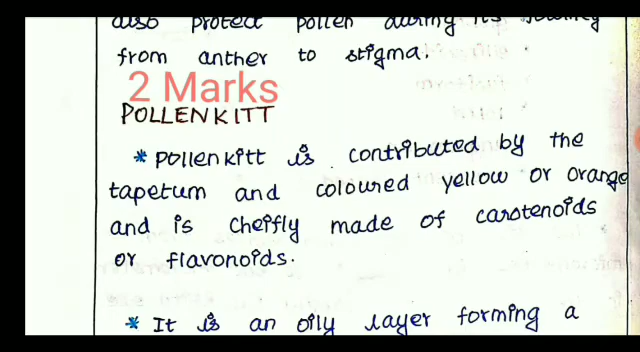 also protect pollen during its journey
from anther to stigma.
2 Marks
POLLENKITT
* pollenkitt is contributed by the
tapetum and coloured yellow or orange
and is cheifly made of carotenoids
or flavonoids.
* It is an oily layer forming a